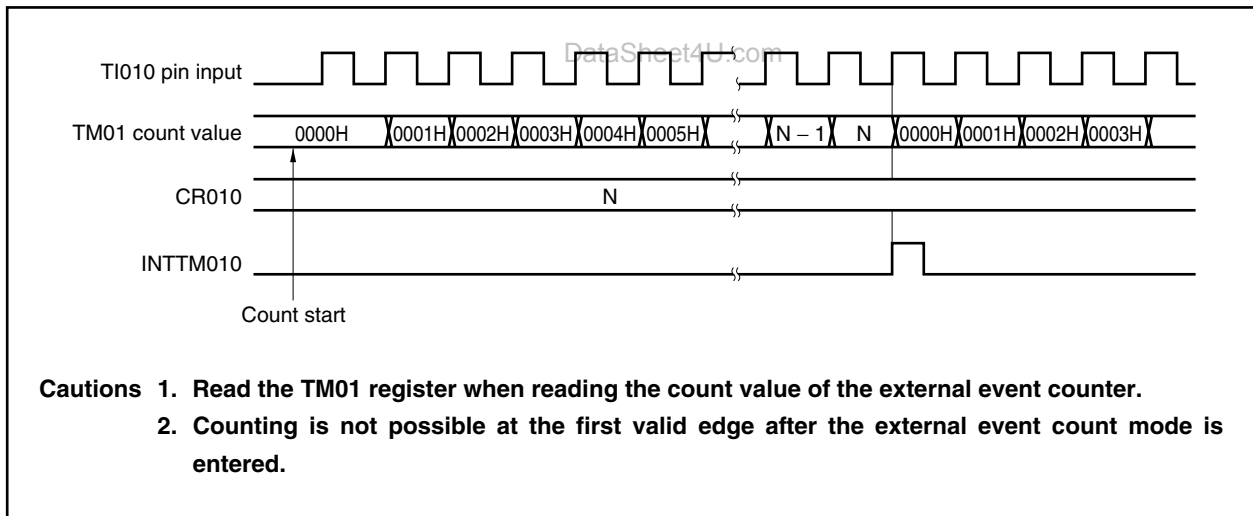 DataSheet4U.com
TI010 pin input
TM01 count value 0000H 0001H 0002H 0003H 0004H 0005H N – 1 N 0000H 0001H 0002H 0003H
CR010 N
INTTM010
Count start
Cautions 1. Read the TM01 register when reading the count value of the external event counter.
2. Counting is not possible at the first valid edge after the external event count mode is
entered.